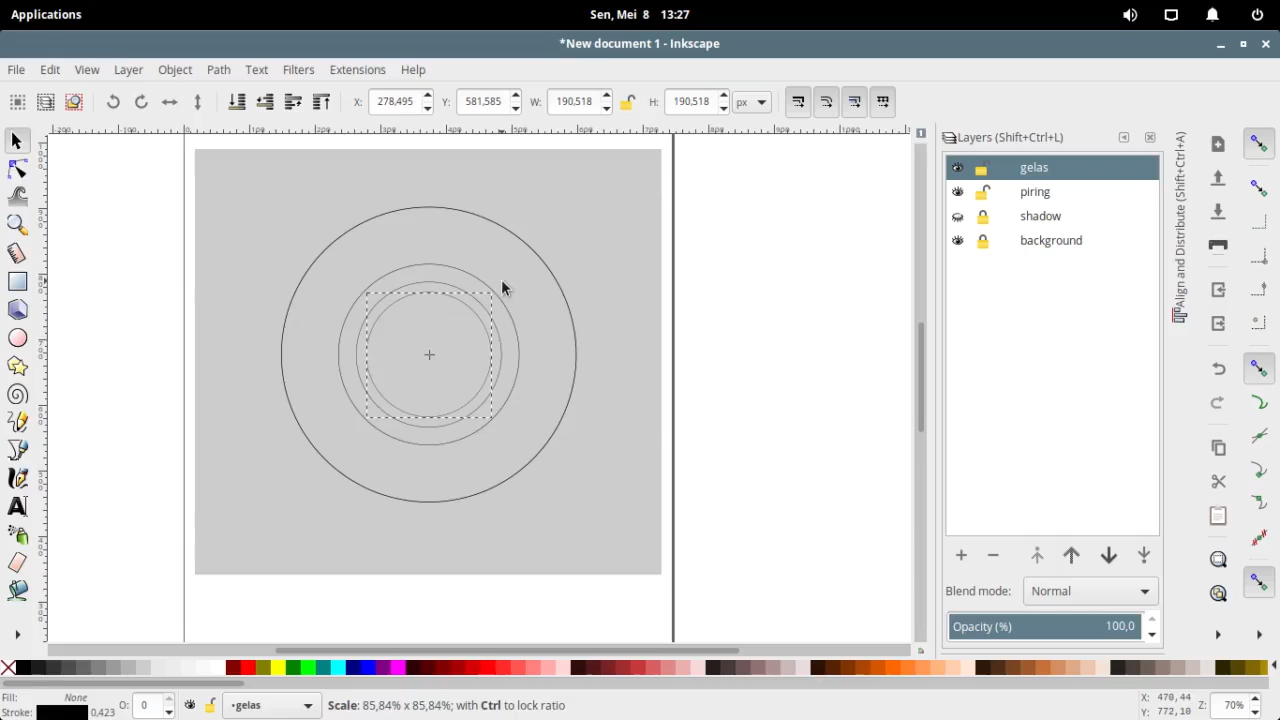 Applications
Sen, Mei 8 13:27
*New document 1 - Inkscape
File Edit View Layer Object Path Text Filters Extensions Help
X: 278,495 Y: 581,585 W: 190,518 H: 190,518 px
Layers (Shift+Ctrl+L)
gelas
piring
shadow
background
Align and Distribute (Shift+Ctrl+A)
Blend mode: Normal
Opacity (%) 100,0
Fill: None
Stroke: 0,423
O: 0
•gelas
Scale: 85,84% x 85,84%; with Ctrl to lock ratio
X: 470,44
Y: 772,10
Z: 70%